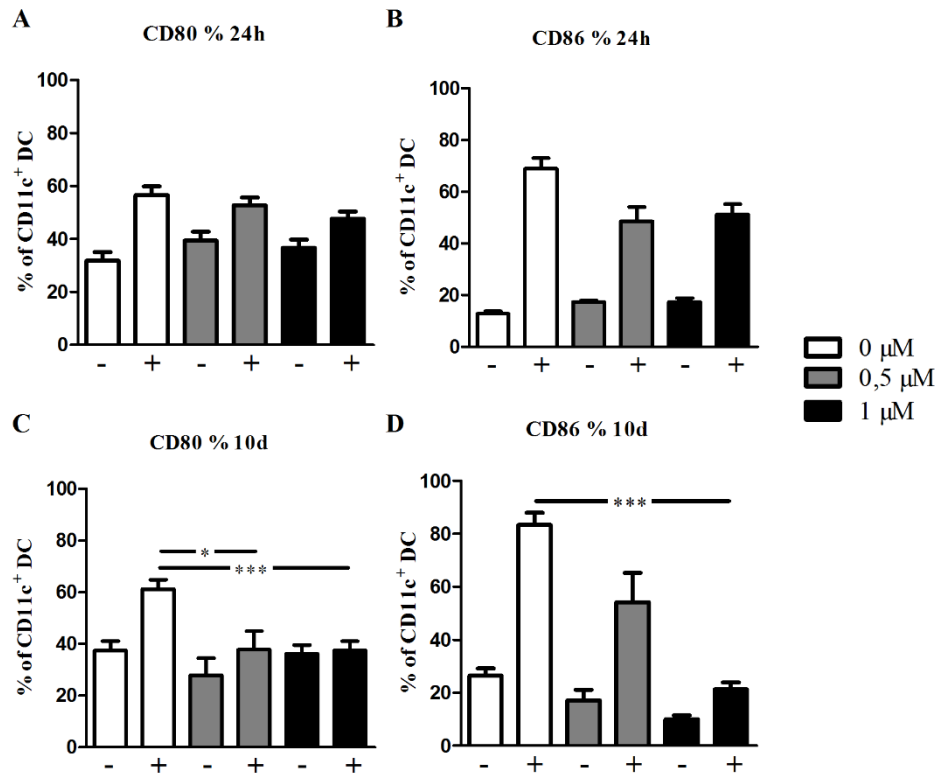 A
CD80 % 24h
% of CD11c+ DC
100
80
60
40
20
0
- + - + - +
B
CD86 % 24h
% of CD11c+ DC
100
80
60
40
20
0
- + - + - +
0 μM
0,5 μM
1 μM
C
CD80 % 10d
% of CD11c+ DC
100
80
60
40
20
0
*
***
- + - + - +
D
CD86 % 10d
% of CD11c+ DC
100
80
60
40
20
0
***
- + - + - +